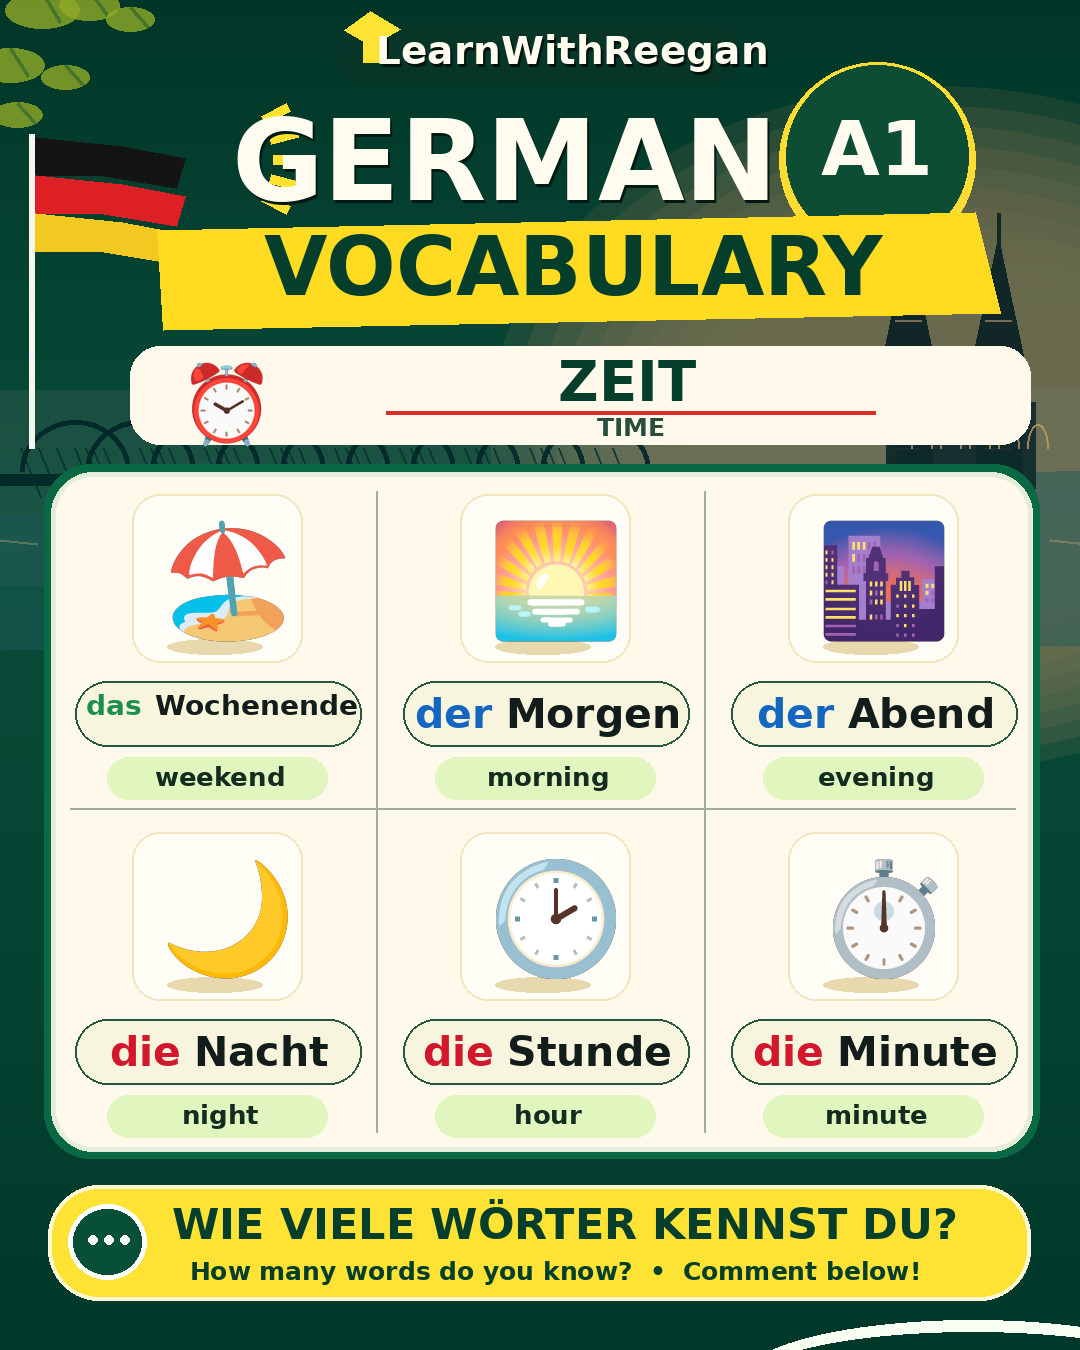 LearnWithReegan
GERMAN
A1
VOCABULARY
ZEIT
TIME
das Wochenende
der Morgen
der Abend
weekend
morning
evening
die Nacht
die Stunde
die Minute
night
hour
minute
WIE VIELE WÖRTER KENNST DU?
How many words do you know? • Comment below!